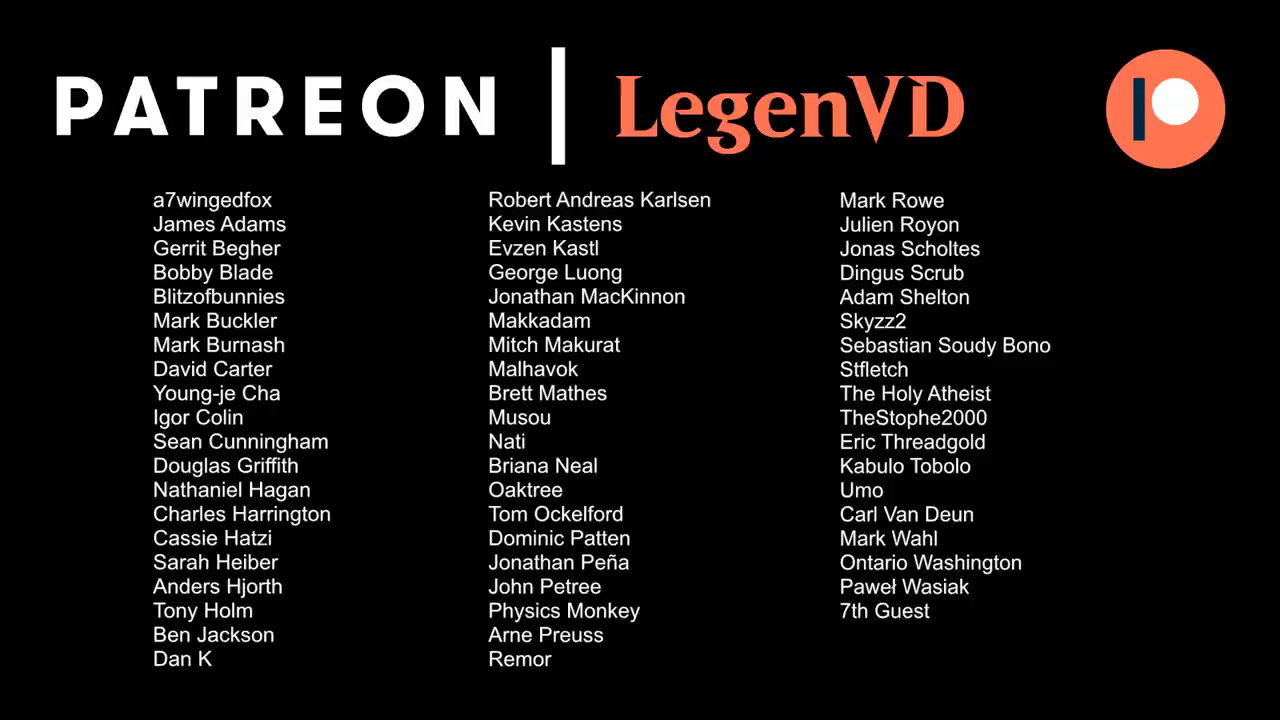 PATREON | LegenVD
a7wingedfox
James Adams
Gerrit Begher
Bobby Blade
Blitzofbunnies
Mark Buckler
Mark Burnash
David Carter
Young-je Cha
Igor Colin
Sean Cunningham
Douglas Griffith
Nathaniel Hagan
Charles Harrington
Cassie Hatzi
Sarah Heiber
Anders Hjorth
Tony Holm
Ben Jackson
Dan K
Robert Andreas Karlsen
Kevin Kastens
Evzen Kastl
George Luong
Jonathan MacKinnon
Makkadam
Mitch Makurat
Malhavok
Brett Mathes
Musou
Nati
Briana Neal
Oaktree
Tom Ockelford
Dominic Patten
Jonathan Peña
John Petree
Physics Monkey
Arne Preuss
Remor
Mark Rowe
Julien Royon
Jonas Scholtes
Dingus Scrub
Adam Shelton
Skyzz2
Sebastian Soudy Bono
Stfletch
The Holy Atheist
TheStophe2000
Eric Threadgold
Kabulo Tobolo
Umo
Carl Van Deun
Mark Wahl
Ontario Washington
Paweł Wasiak
7th Guest